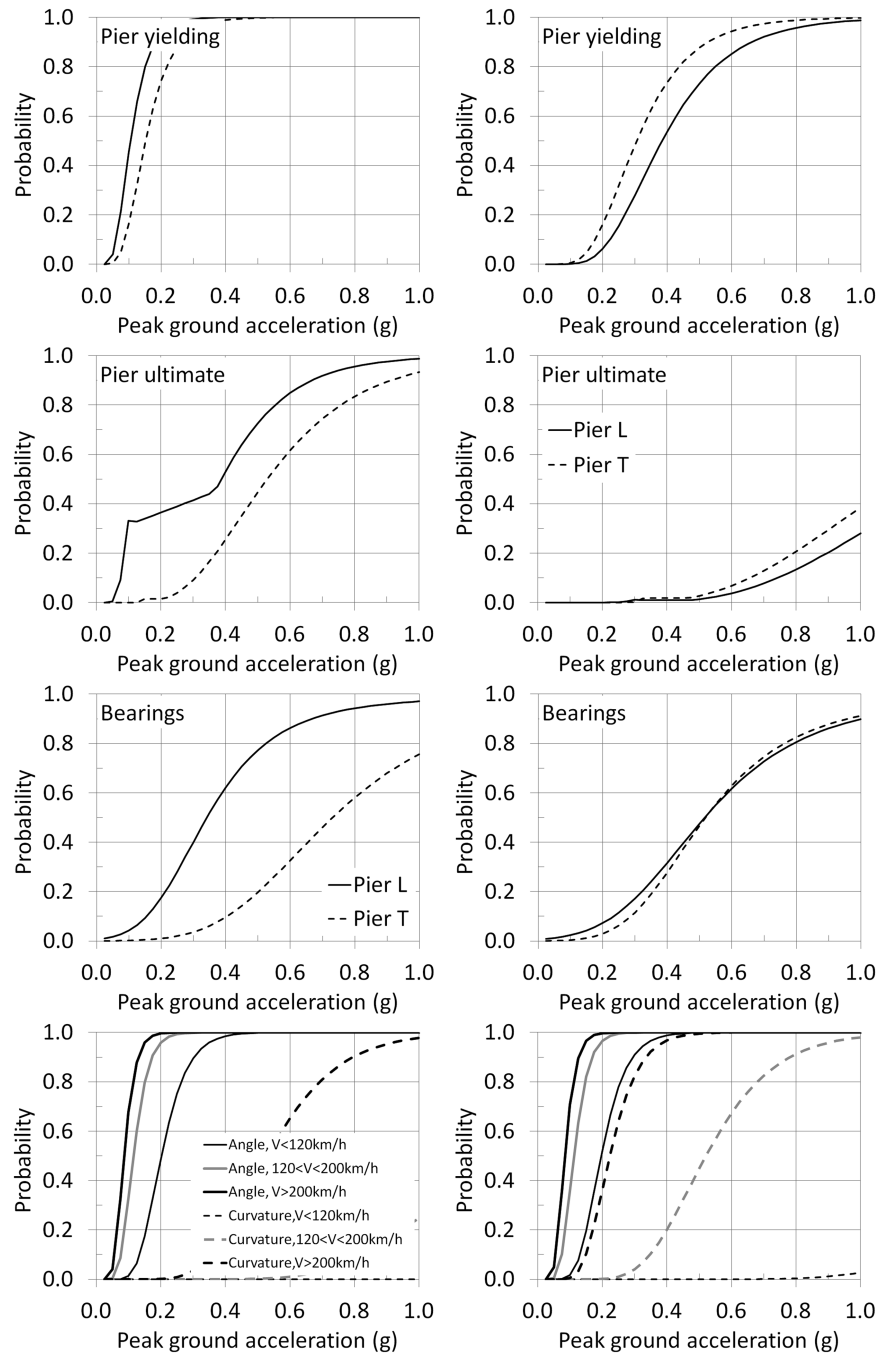 Pier yielding
Probability
1.0
0.8
0.6
0.4
0.2
0.0
0.0 0.2 0.4 0.6 0.8 1.0
Peak ground acceleration (g)
Pier yielding
Probability
1.0
0.8
0.6
0.4
0.2
0.0
0.0 0.2 0.4 0.6 0.8 1.0
Peak ground acceleration (g)
Pier ultimate
Probability
1.0
0.8
0.6
0.4
0.2
0.0
0.0 0.2 0.4 0.6 0.8 1.0
Peak ground acceleration (g)
Pier ultimate
Pier L
Pier T
Probability
1.0
0.8
0.6
0.4
0.2
0.0
0.0 0.2 0.4 0.6 0.8 1.0
Peak ground acceleration (g)
Bearings
Pier L
Pier T
Probability
1.0
0.8
0.6
0.4
0.2
0.0
0.0 0.2 0.4 0.6 0.8 1.0
Peak ground acceleration (g)
Bearings
Probability
1.0
0.8
0.6
0.4
0.2
0.0
0.0 0.2 0.4 0.6 0.8 1.0
Peak ground acceleration (g)
Probability
1.0
0.8
0.6
0.4
0.2
0.0
Angle, V<120km/h
Angle, 120<V<200km/h
Angle, V>200km/h
Curvature,V<120km/h
Curvature,120<V<200km/h
Curvature,V>200km/h
0.0 0.2 0.4 0.6 0.8 1.0
Peak ground acceleration (g)
Probability
1.0
0.8
0.6
0.4
0.2
0.0
0.0 0.2 0.4 0.6 0.8 1.0
Peak ground acceleration (g)